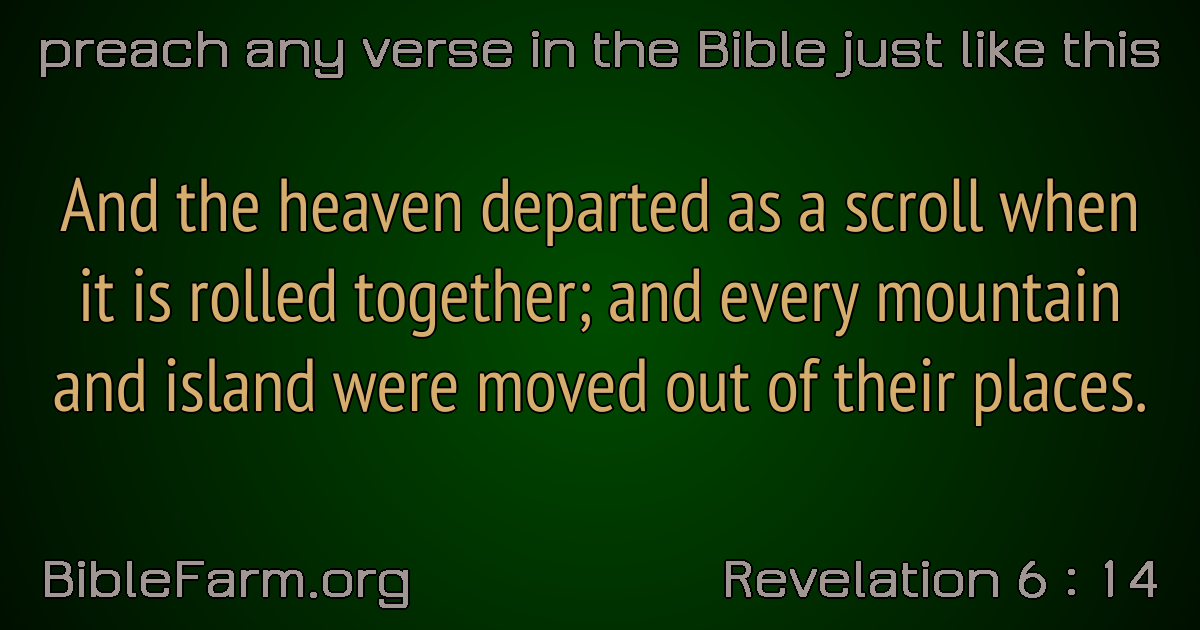 preach any verse in the Bible just like this
And the heaven departed as a scroll when
it is rolled together; and every mountain
and island were moved out of their places.
BibleFarm.org
Revelation 6 : 14